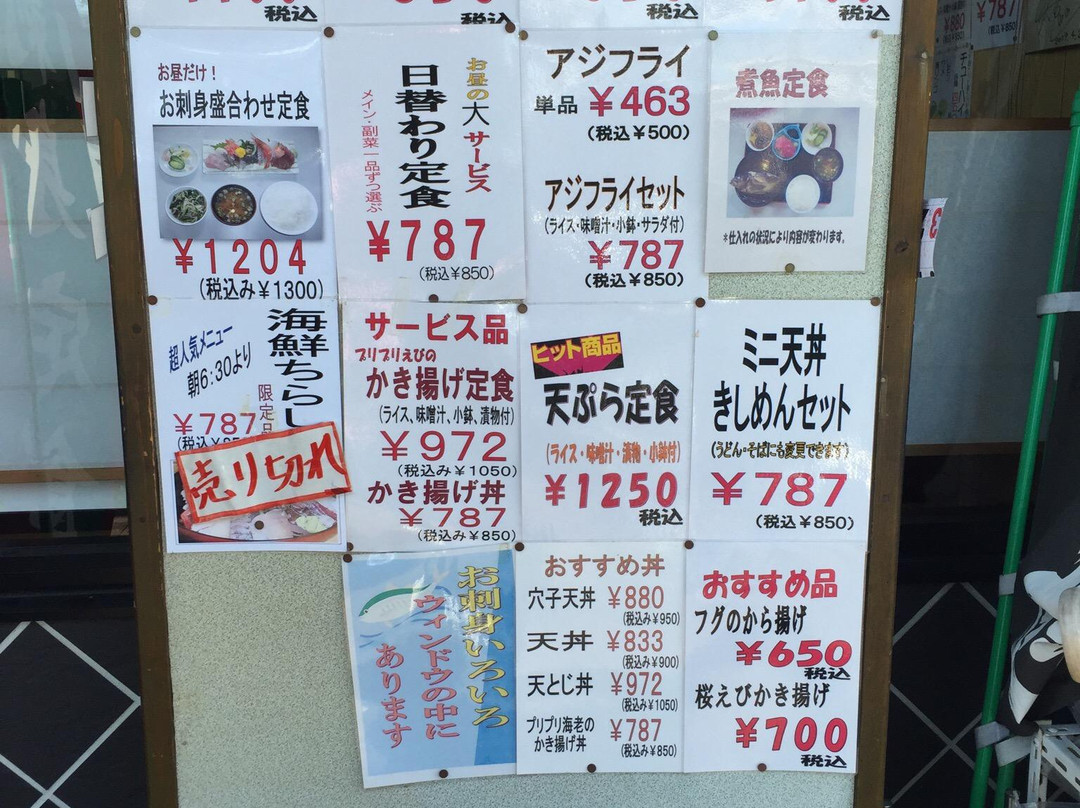 税込
税込
税込
税込
お昼だけ！
お刺身盛合わせ定食
￥1204
(税込み￥1300)
お昼の大サービス
日替わり定食
メイン・副菜一品ずつ選ぶ
￥787
(税込￥850)
アジフライ
単品￥463
(税込￥500)
アジフライセット
(ライス・味噌汁・小鉢・サラダ付)
￥787
(税込￥850)
煮魚定食
＊仕入れの状況により内容が変わります。
超人気メニュー
朝6:30より
海鮮ちらし
限定品
￥787
売り切れ
サービス品
プリプリえびの
かき揚げ定食
(ライス、味噌汁、小鉢、漬物付)
￥972
(税込み￥1050)
かき揚げ丼
￥787
(税込み￥850)
ヒット商品
天ぷら定食
(ライス・味噌汁・漬物・小鉢付)
￥1250
税込
ミニ天丼
きしめんセット
(うどん・そばにも変更できます)
￥787
(税込￥850)
お刺身いろいろ
ウィンドウの中に
あります
おすすめ丼
穴子天丼 ￥880
(税込み￥950)
天丼 ￥833
(税込み￥900)
天とじ丼 ￥972
(税込み￥1050)
プリプリ海老の
かき揚げ丼 ￥787
(税込み￥850)
おすすめ品
フグのから揚げ
￥650
税込
桜えびかき揚げ
￥700
税込
￥880
￥787